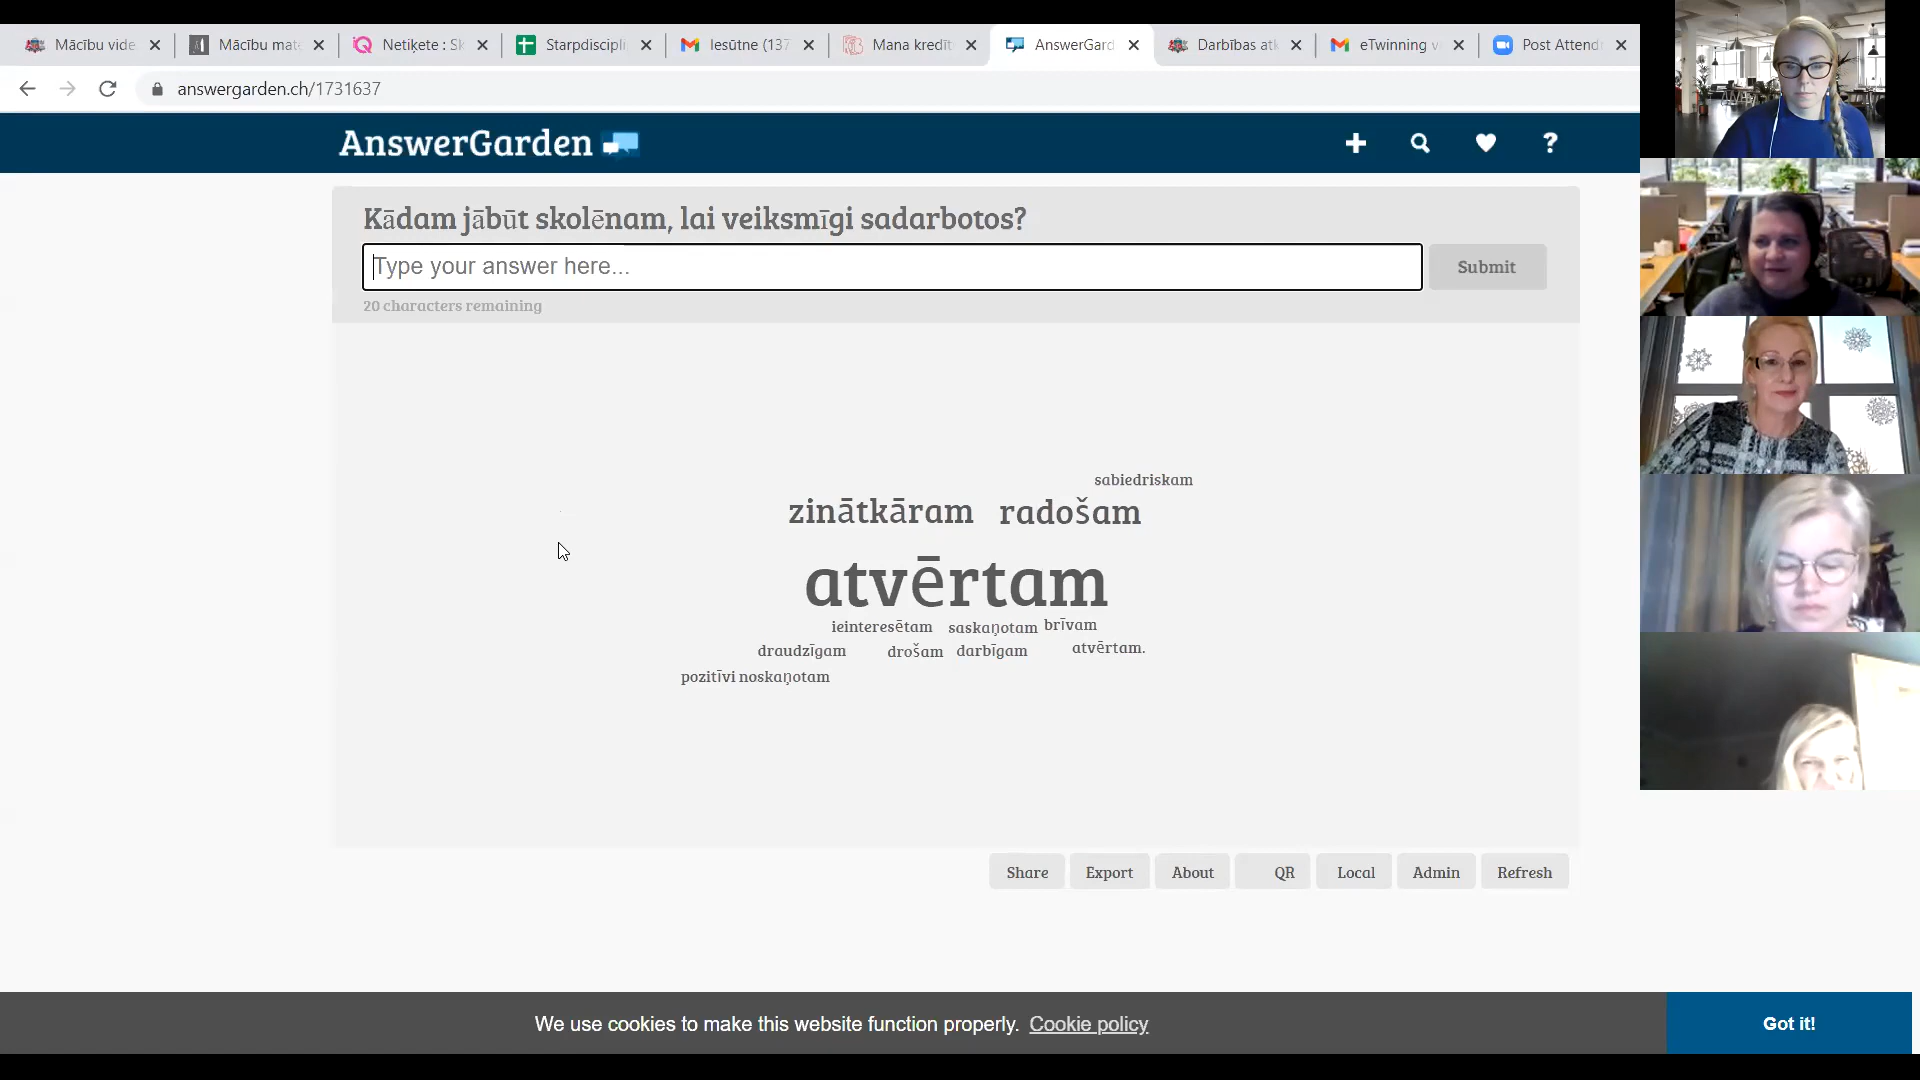 Mācību vide
Mācību mate
Netiķete : Sk
Starpdiscipli
Iesūtne (137
Mana kredīt
AnswerGard
Darbības atk
eTwinning v
Post Attend
answergarden.ch/1731637
AnswerGarden
Kādam jābūt skolēnam, lai veiksmīgi sadarbotos?
Type your answer here...
Submit
20 characters remaining
sabiedriskam
zinātkāram radošam
atvērtam
ieinteresētam saskaņotam brīvam
draudzīgam drošam darbīgam atvērtam.
pozitīvi noskaņotam
Share Export About QR Local Admin Refresh
We use cookies to make this website function properly. Cookie policy
Got it!